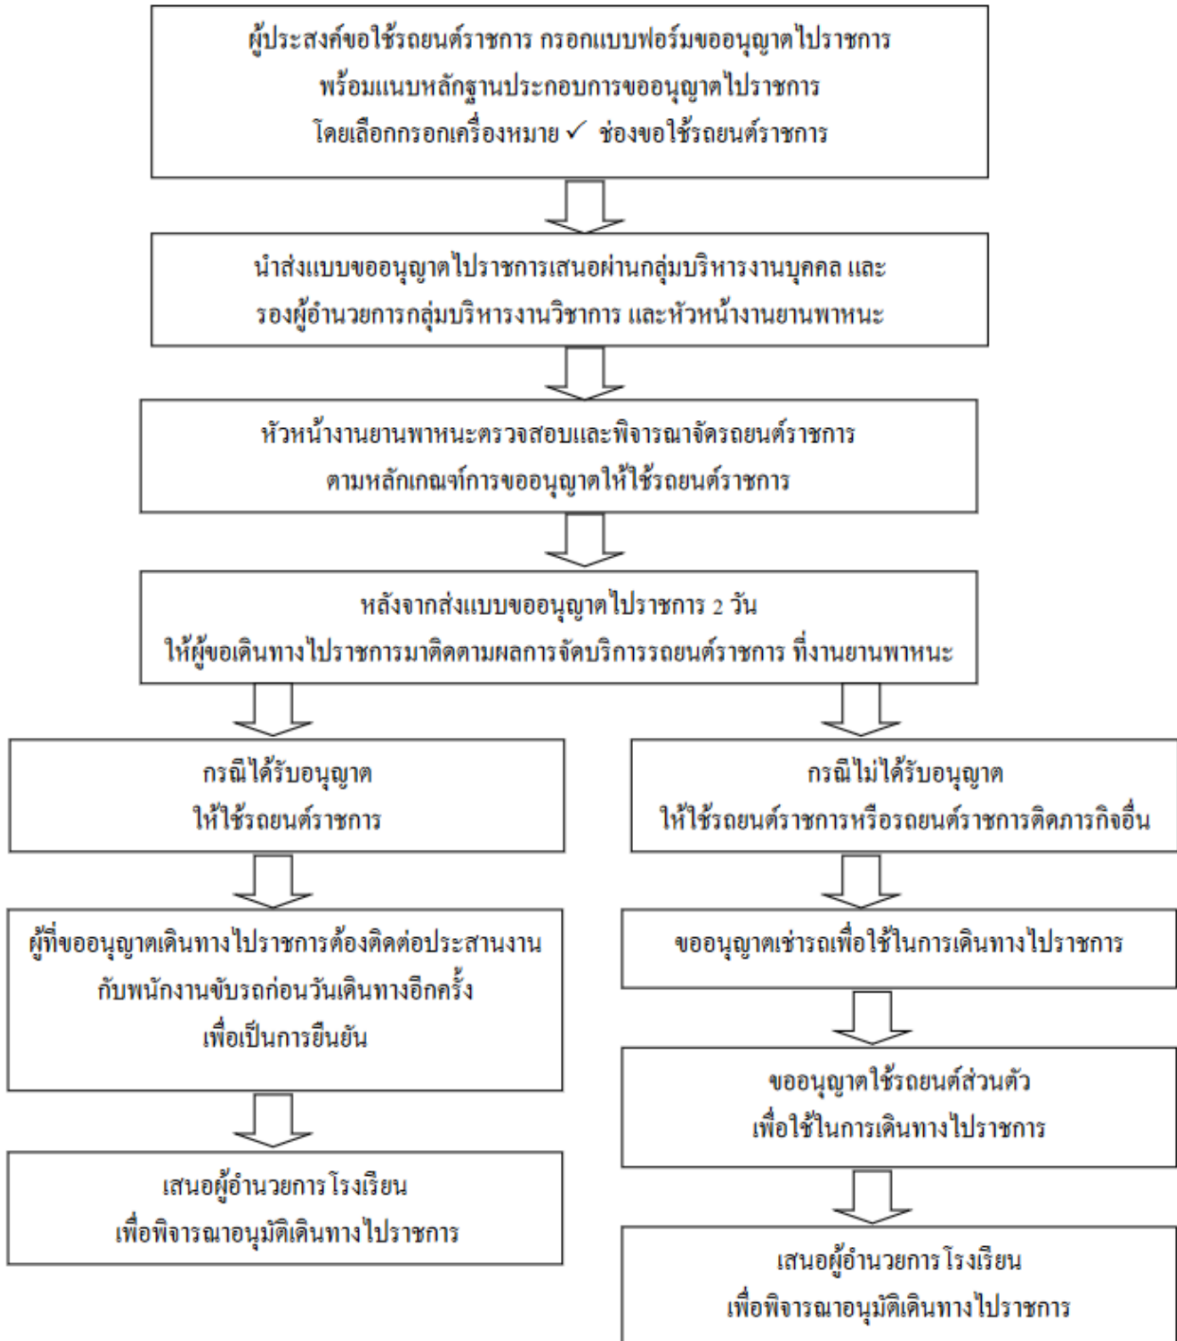 ผู้ประสงค์ขอใช้รถยนต์ราชการ กรอกแบบฟอร์มขออนุญาตไปราชการ
พร้อมแนบหลักฐานประกอบการขออนุญาตไปราชการ
โดยเลือกกรอกเครื่องหมาย ✓ ช่องขอใช้รถยนต์ราชการ
นำส่งแบบขออนุญาตไปราชการเสนอผ่านกลุ่มบริหารงานบุคคล และ
รองผู้อำนวยการกลุ่มบริหารงานวิชาการ และหัวหน้างานยานพาหนะ
หัวหน้างานยานพาหนะตรวจสอบและพิจารณาจัดรถยนต์ราชการ
ตามหลักเกณฑ์การขออนุญาตให้ใช้รถยนต์ราชการ
หลังจากส่งแบบขออนุญาตไปราชการ 2 วัน
ให้ผู้ขอเดินทางไปราชการมาติดตามผลการจัดบริการรถยนต์ราชการ ที่งานยานพาหนะ
กรณีได้รับอนุญาต
ให้ใช้รถยนต์ราชการ
ผู้ที่ขออนุญาตเดินทางไปราชการต้องติดต่อประสานงาน
กับพนักงานขับรถก่อนวันเดินทางอีกครั้ง
เพื่อเป็นการยืนยัน
เสนอผู้อำนวยการโรงเรียน
เพื่อพิจารณาอนุมัติเดินทางไปราชการ
กรณีไม่ได้รับอนุญาต
ให้ใช้รถยนต์ราชการหรือรถยนต์ราชการติดภารกิจอื่น
ขออนุญาตเช่ารถเพื่อใช้ในการเดินทางไปราชการ
ขออนุญาตใช้รถยนต์ส่วนตัว
เพื่อใช้ในการเดินทางไปราชการ
เสนอผู้อำนวยการโรงเรียน
เพื่อพิจารณาอนุมัติเดินทางไปราชการ